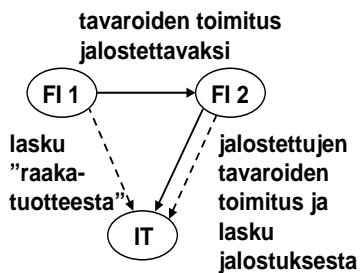 tavaroiden toimitus
jalostettavaksi
FI 1
FI 2
lasku
”raaka-
tuotteesta”
jalostettujen
tavaroiden
toimitus ja
lasku
jalostuksesta
IT